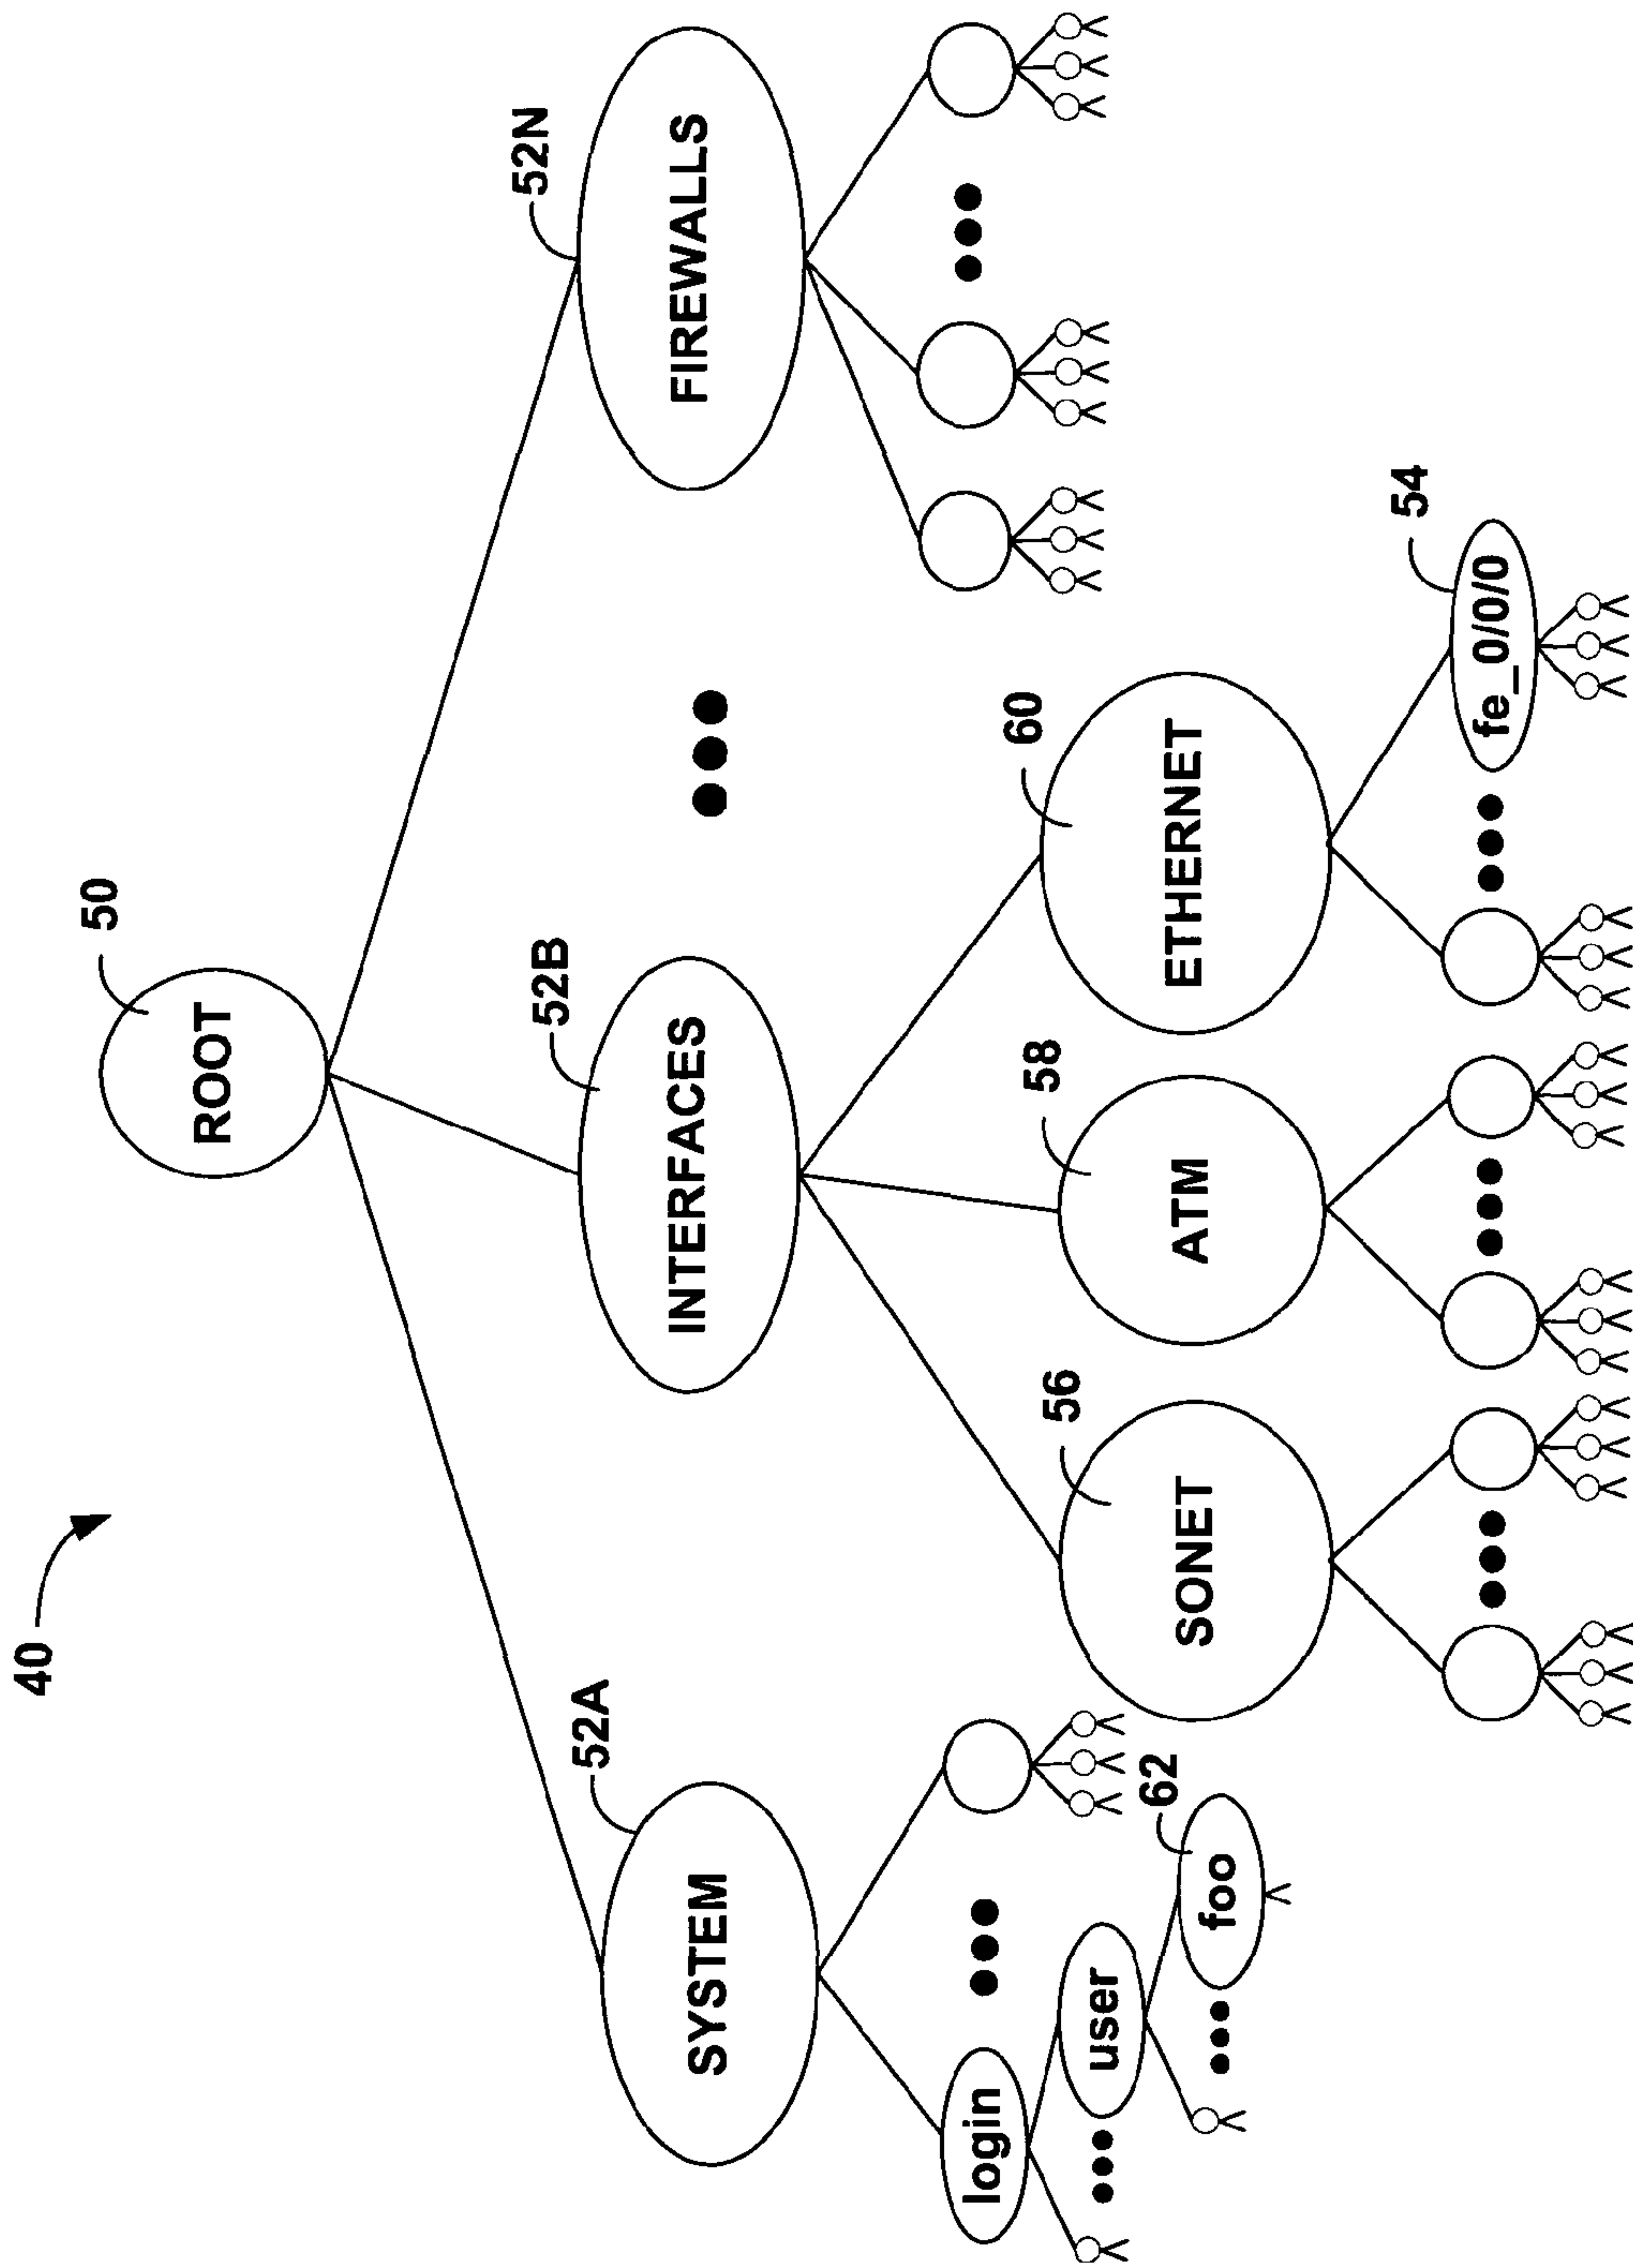 40
50
ROOT
52A
SYSTEM
52B
INTERFACES
52N
FIREWALLS
login
user
62
foo
56
SONET
58
ATM
60
ETHERNET
54
fe_0/0/0